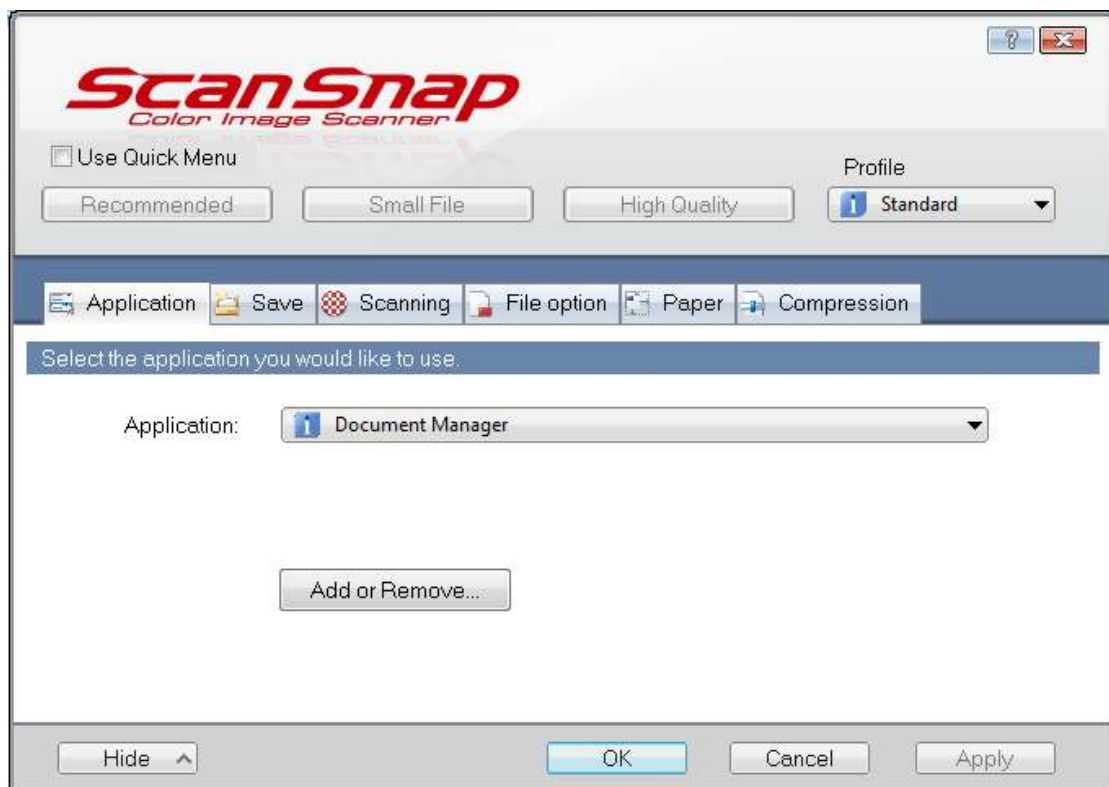 ScanSnap
Color Image Scanner
Use Quick Menu
Profile
Recommended Small File High Quality Standard
Application Save Scanning File option Paper Compression
Select the application you would like to use.
Application: Document Manager
Add or Remove...
Hide OK Cancel Apply